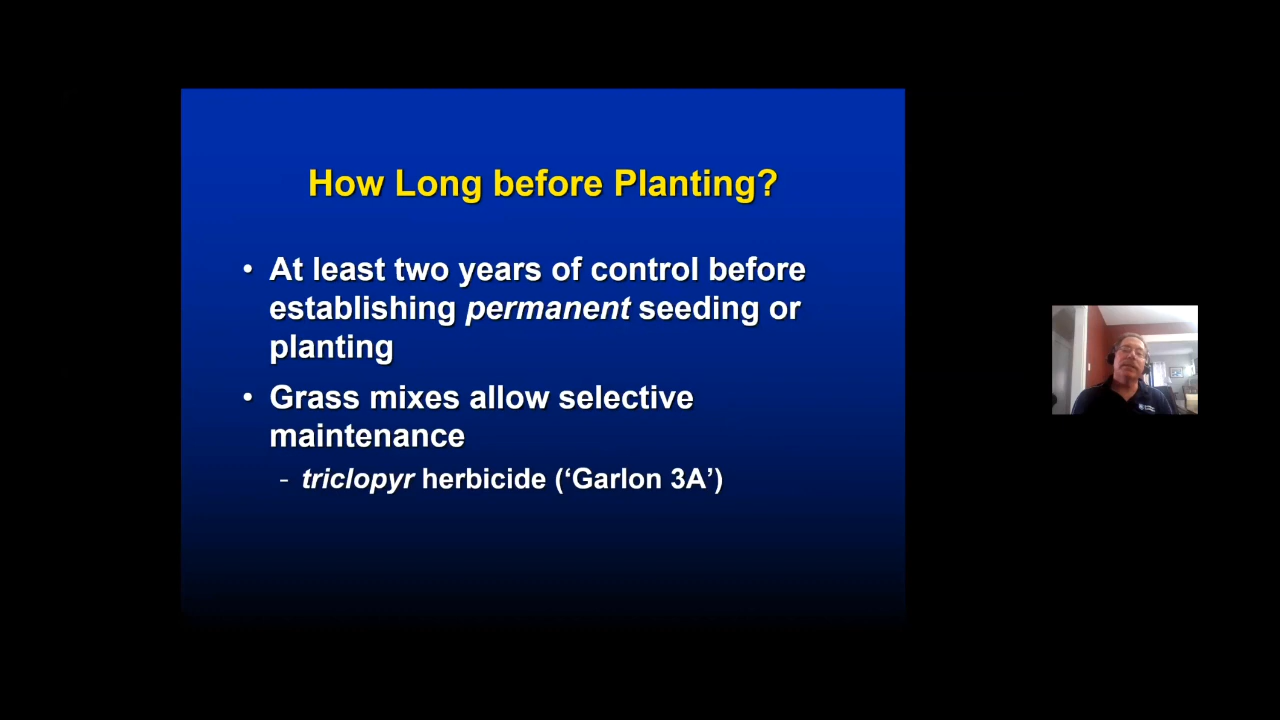 How Long before Planting?
• At least two years of control before
establishing permanent seeding or
planting
• Grass mixes allow selective
maintenance
- triclopyr herbicide (‘Garlon 3A’)